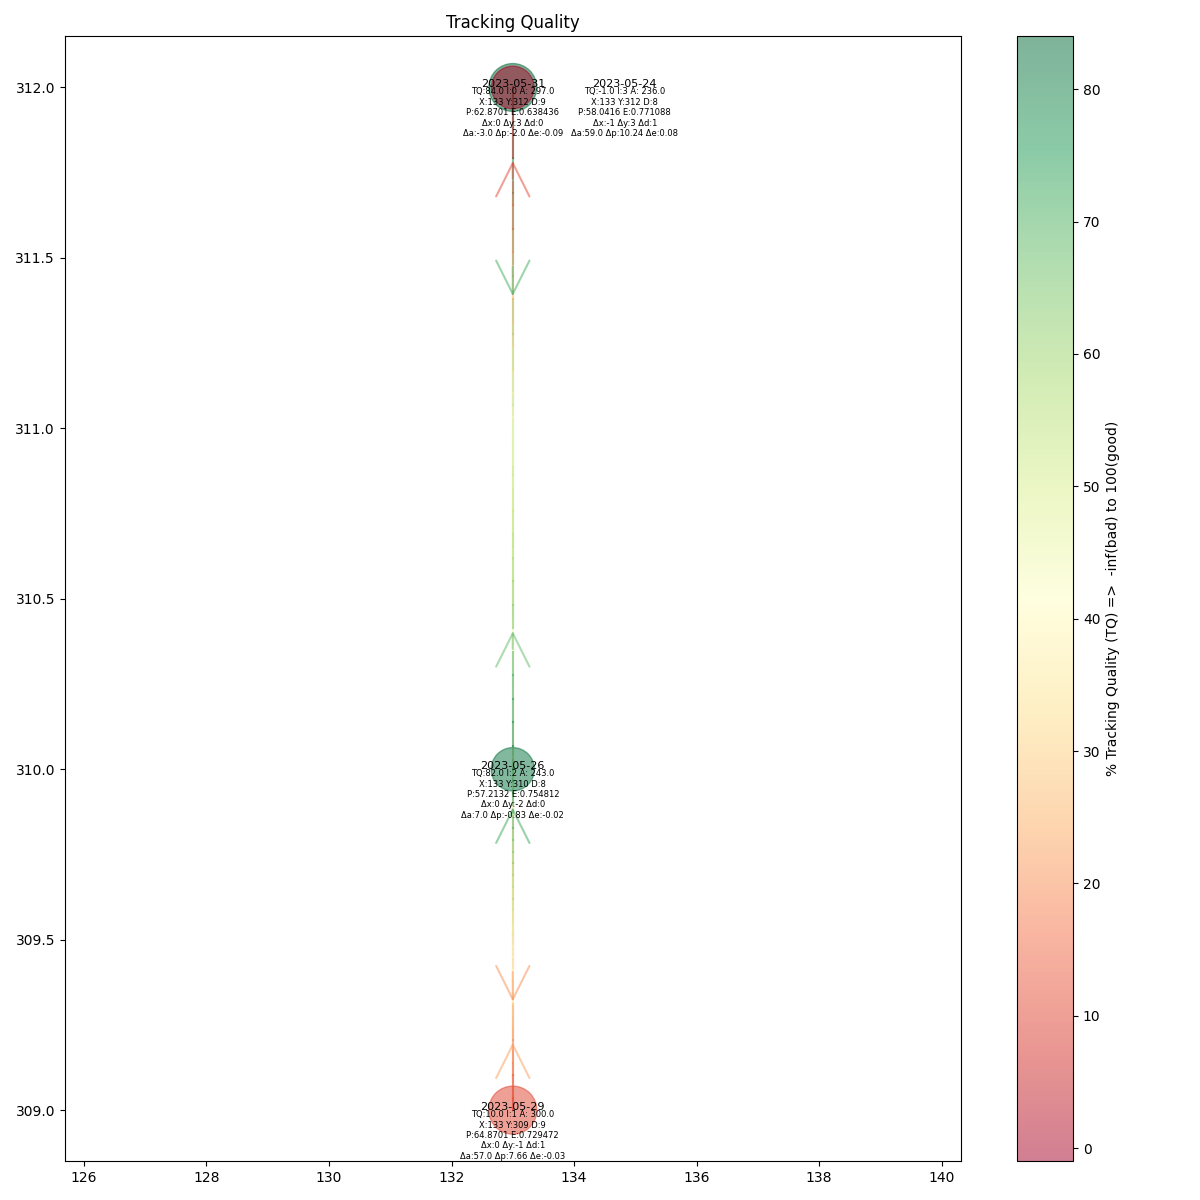 Tracking Quality
312.0
311.5
311.0
310.5
310.0
309.5
309.0
2023-05-31
TQ:84.0 I:0 A: 297.0
X:133 Y:312 D:9
P:62.8701 E:0.638436
Δx:0 Δy:3 Δd:0
Δa:-3.0 Δp:-2.0 Δe:-0.09
2023-05-24
TQ:-1.0 I:3 A: 236.0
X:133 Y:312 D:8
P:58.0416 E:0.771088
Δx:-1 Δy:3 Δd:1
Δa:59.0 Δp:10.24 Δe:0.08
2023-05-26
TQ:82.0 I:2 A: 243.0
X:133 Y:310 D:8
P:57.2132 E:0.754812
Δx:0 Δy:-2 Δd:0
Δa:7.0 Δp:-0.83 Δe:-0.02
2023-05-29
TQ:10.0 I:1 A: 300.0
X:133 Y:309 D:9
P:64.8701 E:0.729472
Δx:0 Δy:-1 Δd:1
Δa:57.0 Δp:7.66 Δe:-0.03
126 128 130 132 134 136 138 140
80
70
60
50
40
30
20
10
0
% Tracking Quality (TQ) => -inf(bad) to 100(good)